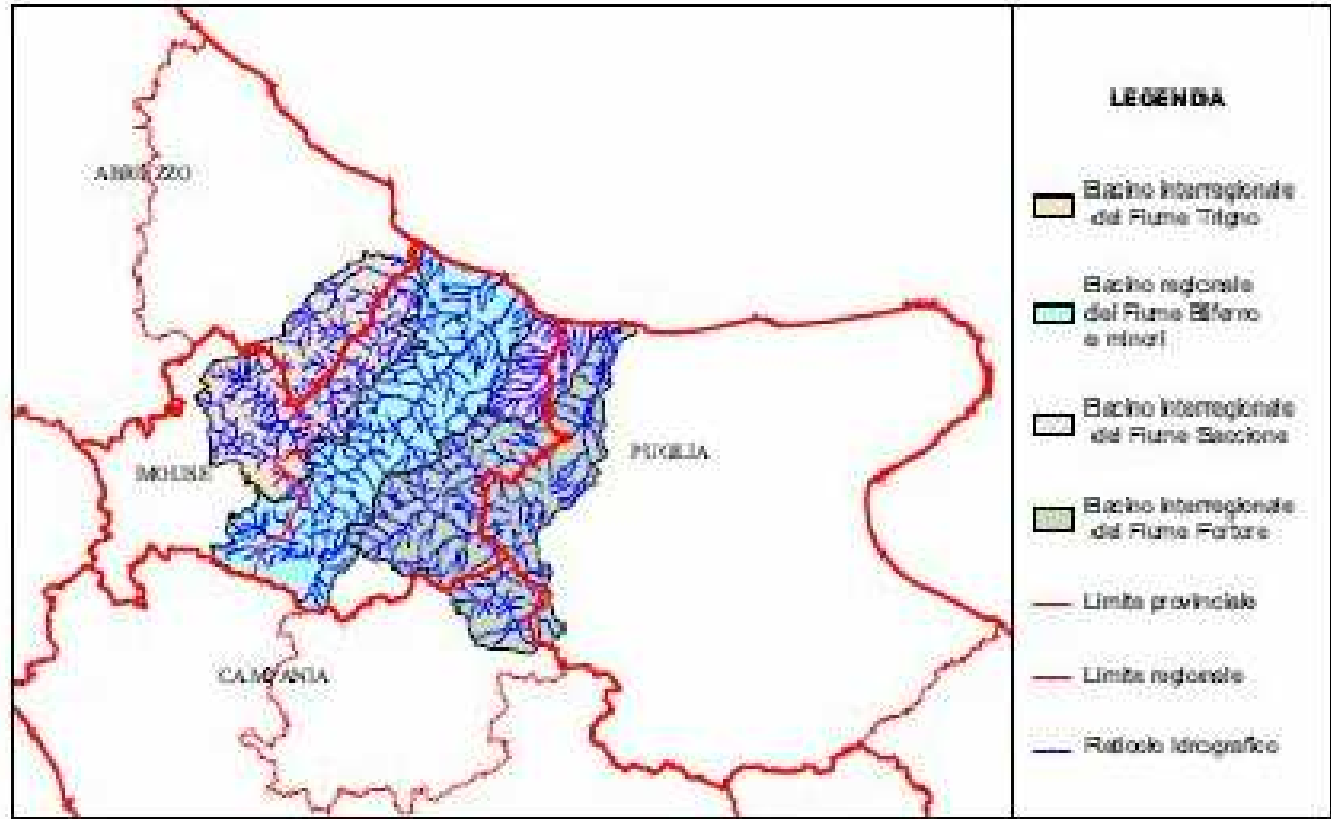 ABRUZZO
MOLISE
PUGLIA
CAMPANIA
LEGENDA
Bacino interregionale
del Fiume Trigno
Bacino regionale
del Fiume Biferno
e minori
Bacino interregionale
del Fiume Saccione
Bacino interregionale
del Fiume Fortore
Limite provinciale
Limite regionale
Reticolo idrografico